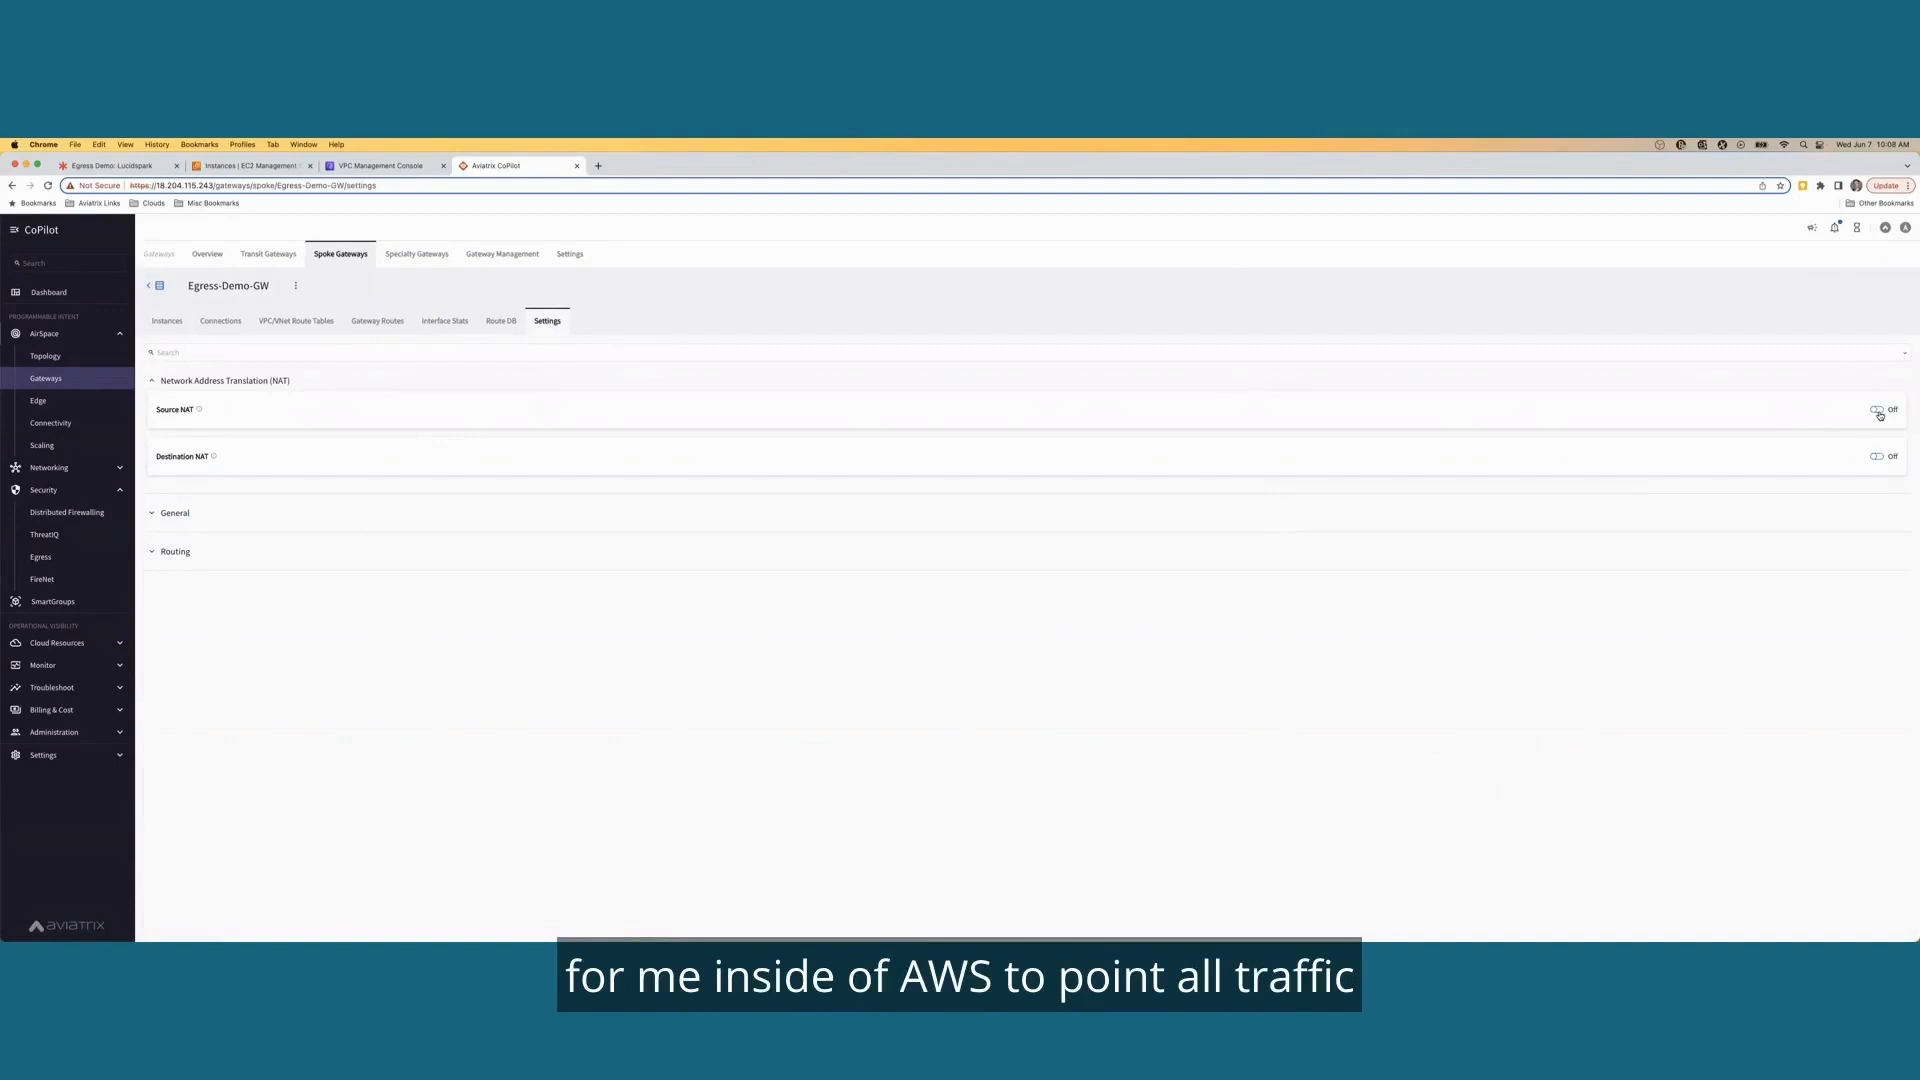 Chrome File Edit View History Bookmarks Profiles Tab Window Help
Wed Jun 7 10:08 AM
Egress Demo: Lucidspark
Instances | EC2 Management
VPC Management Console
Aviatrix CoPilot
Not Secure https://18.204.115.243/gateways/spoke/Egress-Demo-GW/settings
Update
Bookmarks Aviatrix Links Clouds Misc Bookmarks
Other Bookmarks
CoPilot
Search
Dashboard
PROGRAMMABLE INTENT
AirSpace
Topology
Gateways
Edge
Connectivity
Scaling
Networking
Security
Distributed Firewalling
ThreatIQ
Egress
FireNet
SmartGroups
OPERATIONAL VISIBILITY
Cloud Resources
Monitor
Troubleshoot
Billing & Cost
Administration
Settings
aviatrix
Gateways Overview Transit Gateways Spoke Gateways Specialty Gateways Gateway Management Settings
Egress-Demo-GW
Instances Connections VPC/VNet Route Tables Gateway Routes Interface Stats Route DB Settings
Search
Network Address Translation (NAT)
Source NAT
Off
Destination NAT
Off
General
Routing
for me inside of AWS to point all traffic